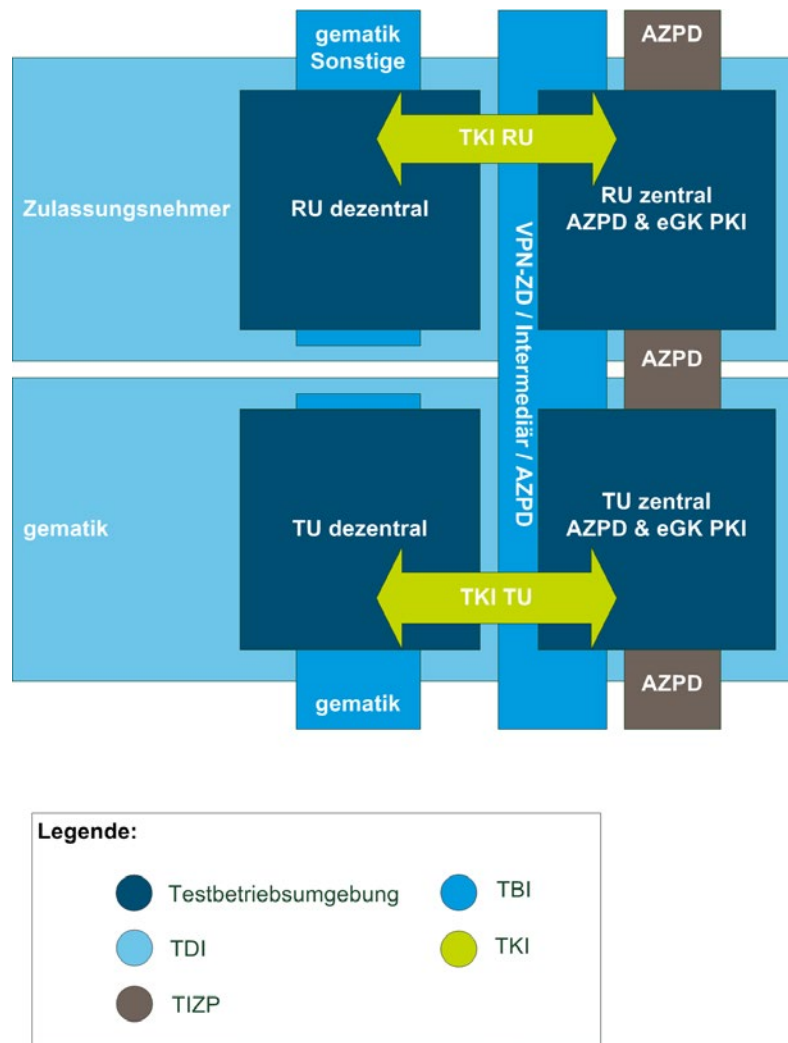 gematik
Sonstige
AZPD
TKI RU
Zulassungsnehmer
RU dezentral
RU zentral
AZPD & eGK PKI
VPN-ZD / Intermediär / AZPD
AZPD
gematik
TU dezentral
TU zentral
AZPD & eGK PKI
TKI TU
gematik
AZPD
Legende:
Testbetriebsumgebung
TBI
TDI
TKI
TIZP